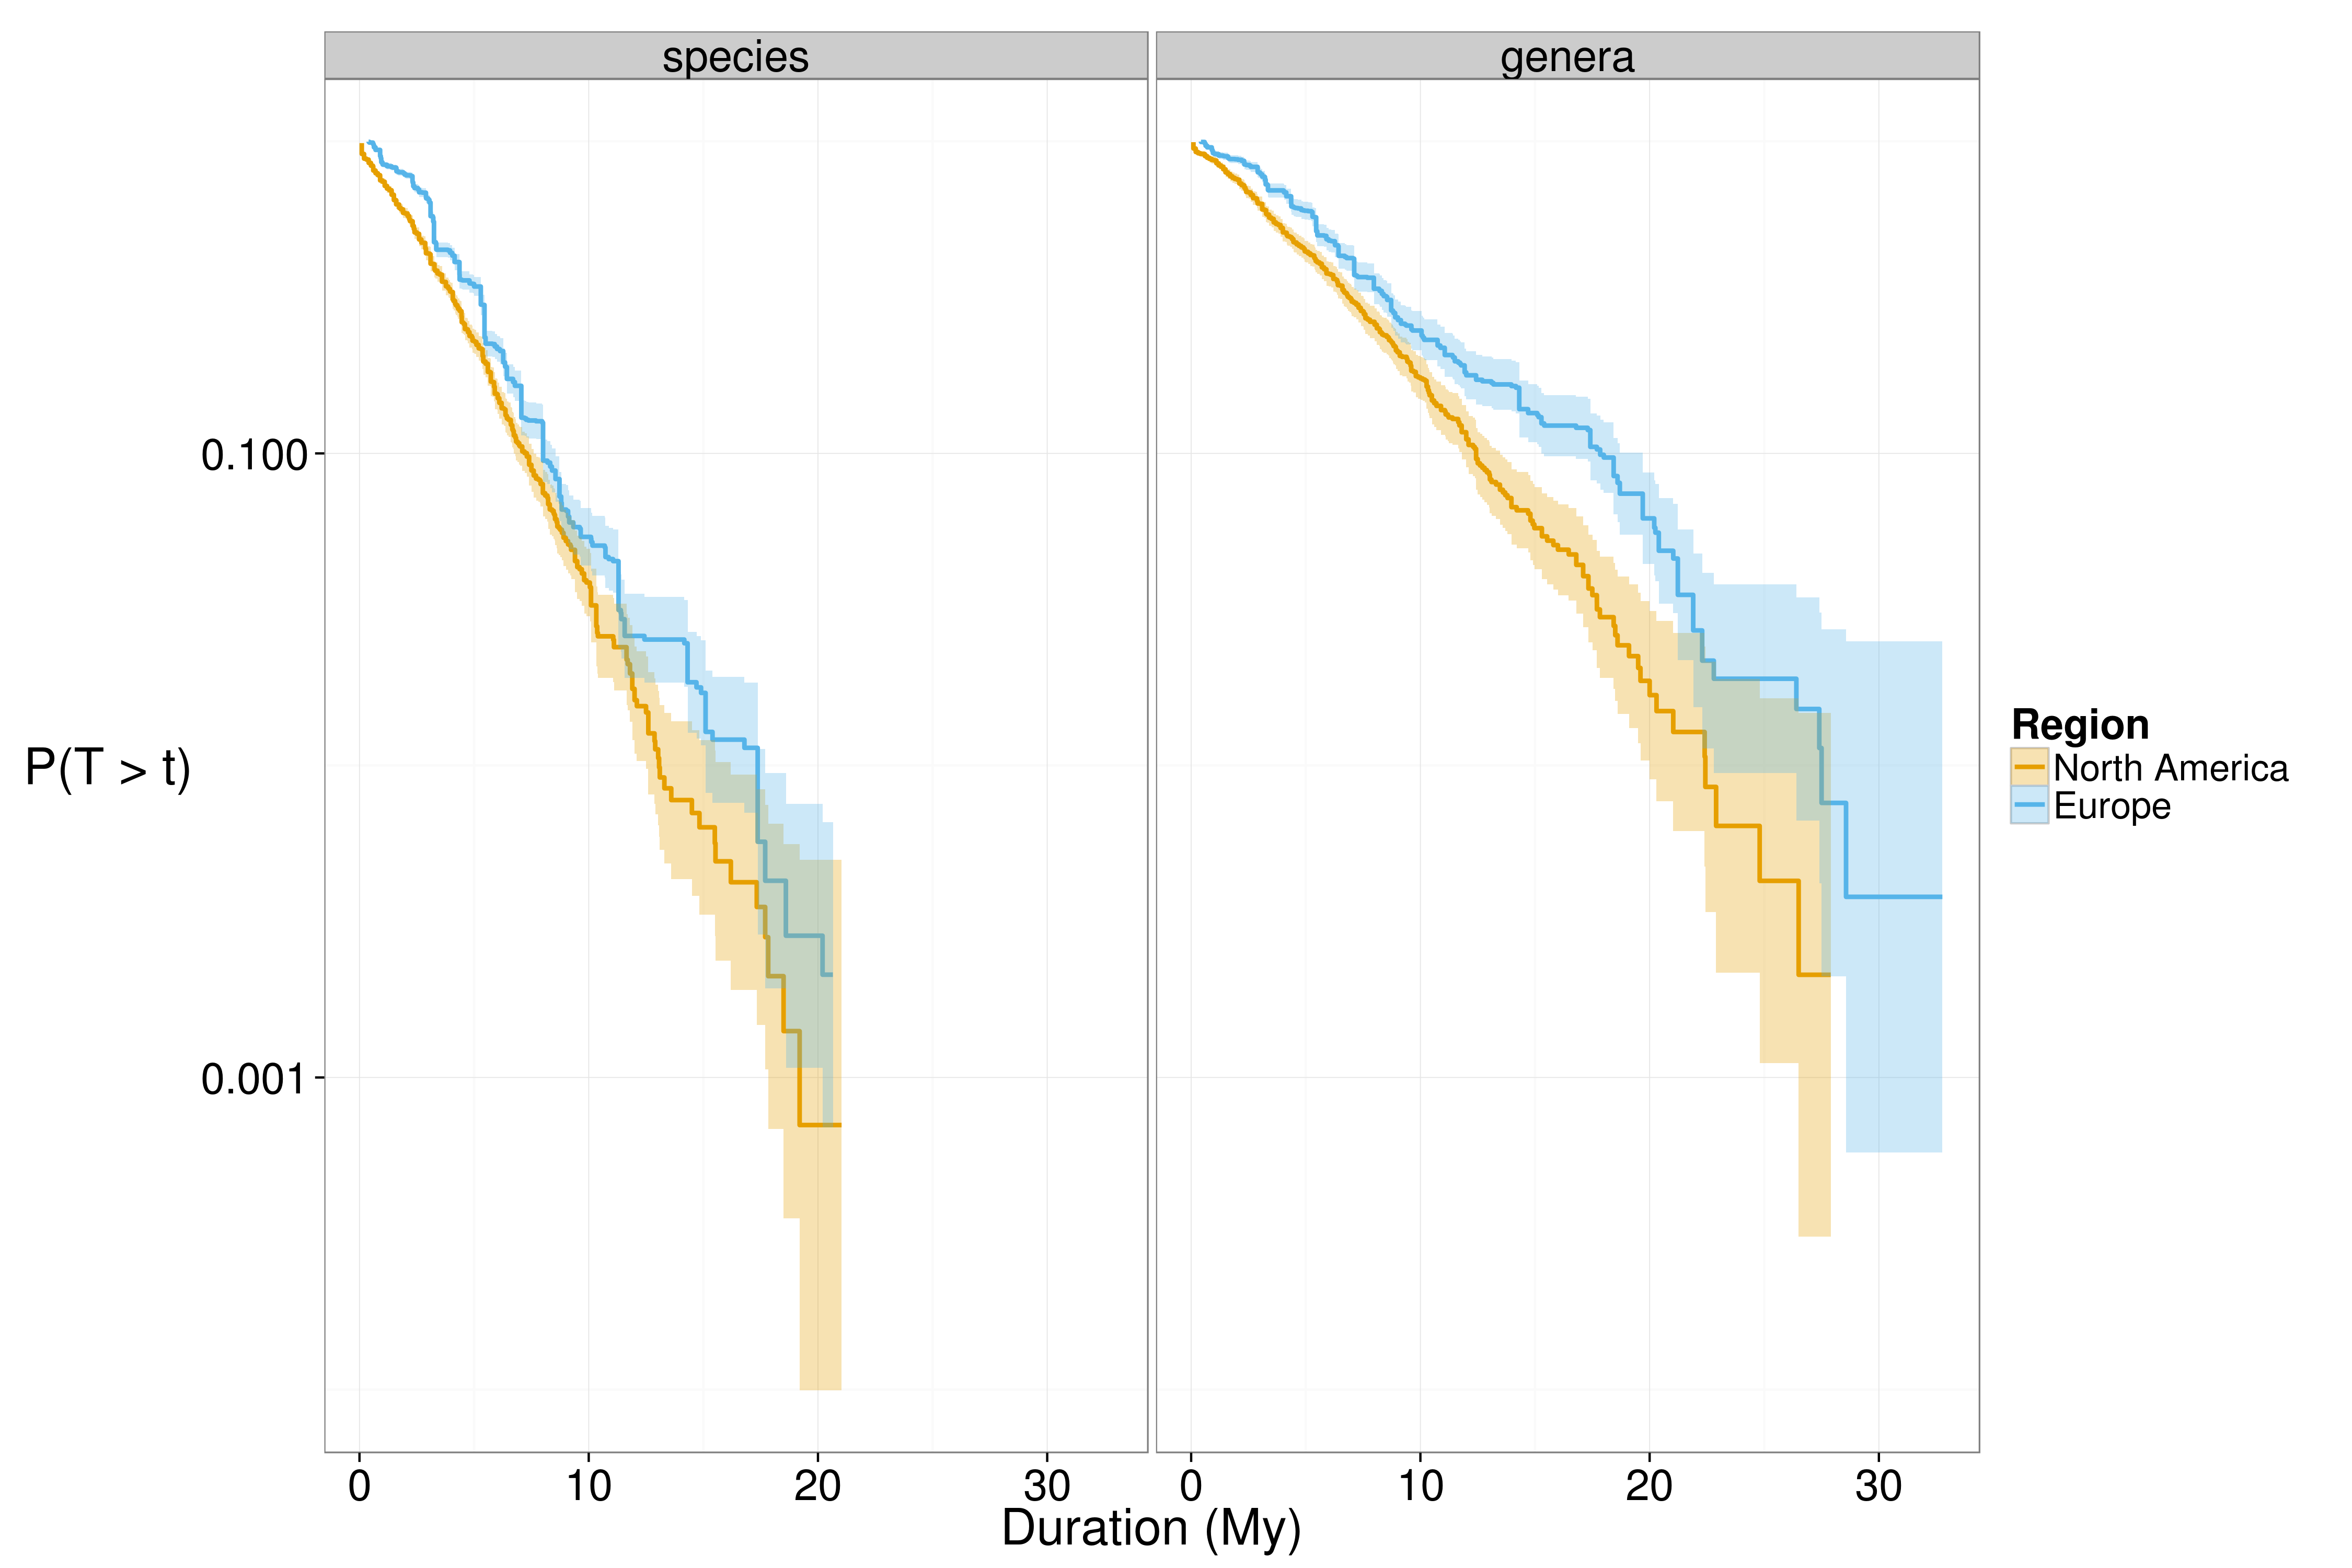 species
genera
0.100
0.001
P(T > t)
0 10 20 30
0 10 20 30
Duration (My)
Region
North America
Europe